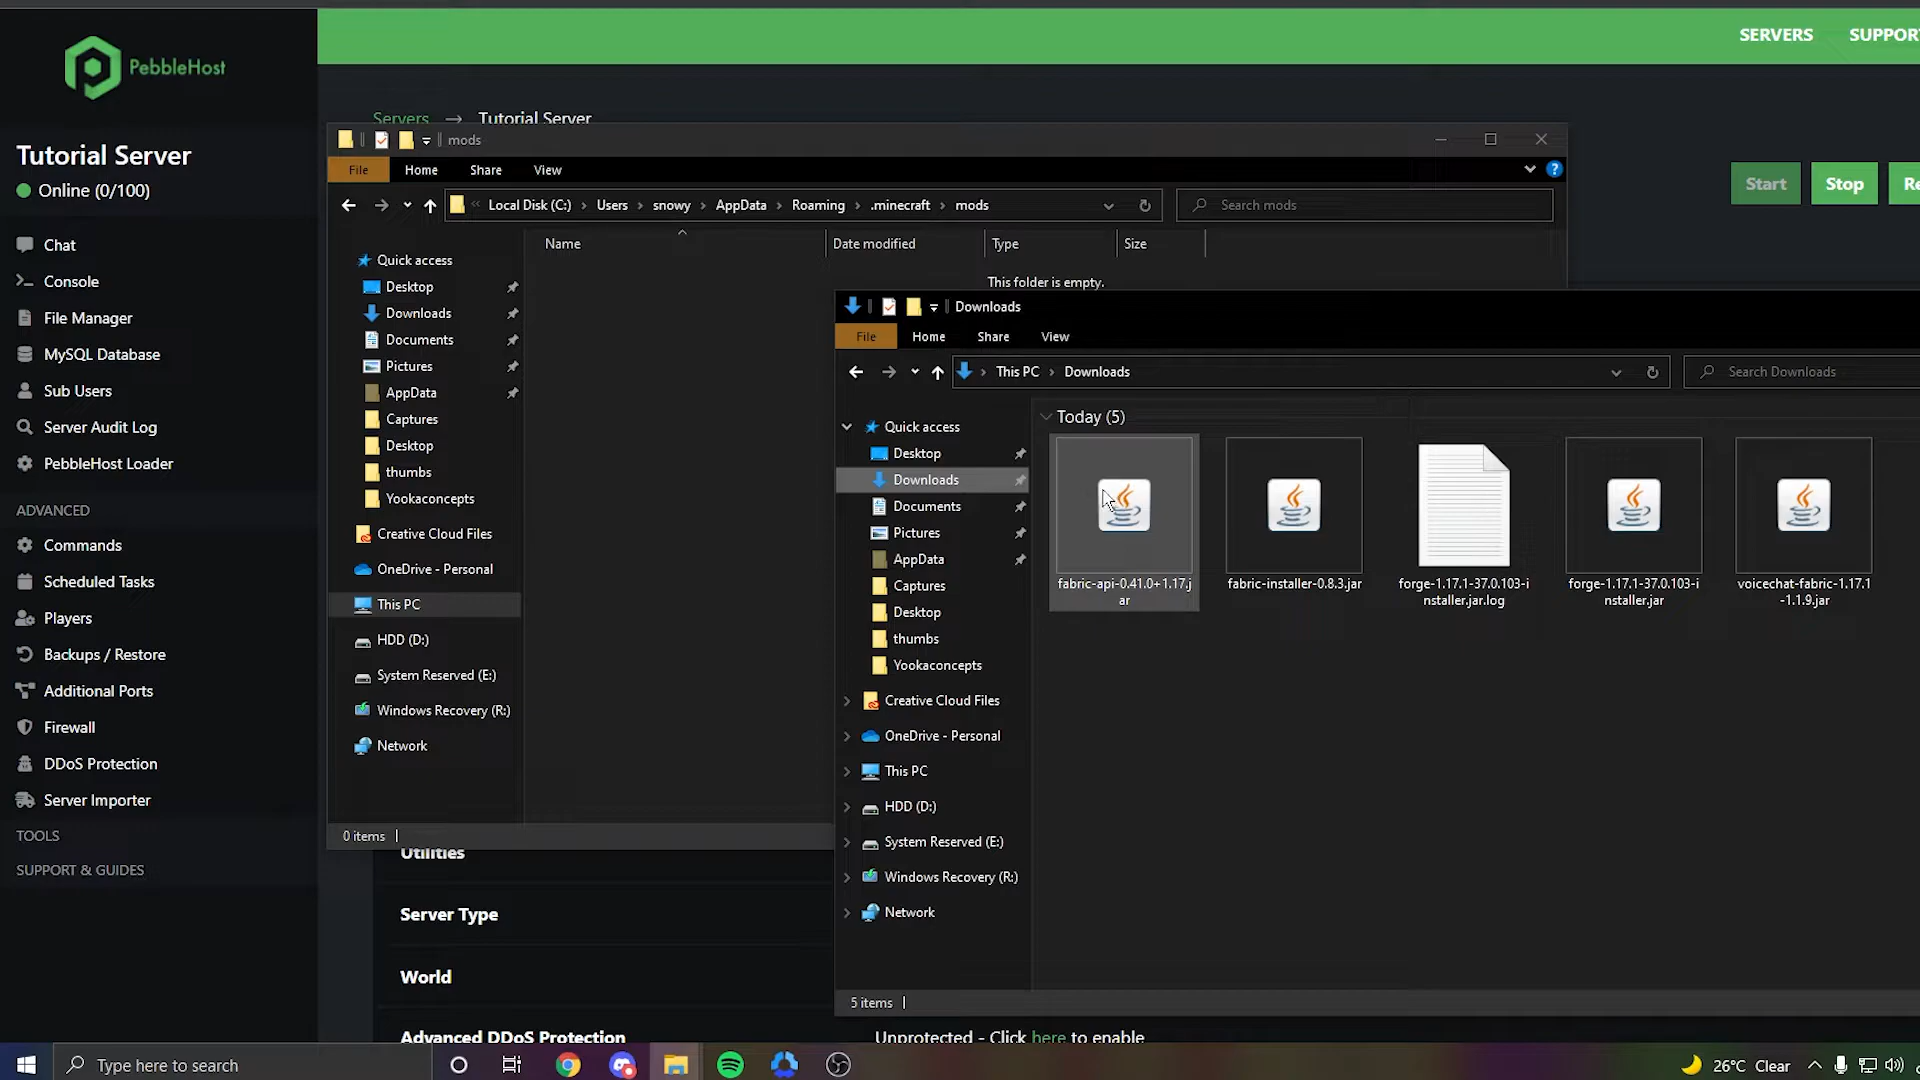 PebbleHost
SERVERS
SUPPOR
Servers → Tutorial Server
Tutorial Server
Online (0/100)
Start
Stop
Re
Chat
Console
File Manager
MySQL Database
Sub Users
Server Audit Log
PebbleHost Loader
ADVANCED
Commands
Scheduled Tasks
Players
Backups / Restore
Additional Ports
Firewall
DDoS Protection
Server Importer
TOOLS
SUPPORT & GUIDES
mods
File Home Share View
Local Disk (C:) › Users › snowy › AppData › Roaming › .minecraft › mods
Search mods
Name Date modified Type Size
This folder is empty.
Quick access
Desktop
Downloads
Documents
Pictures
AppData
Captures
Desktop
thumbs
Yookaconcepts
Creative Cloud Files
OneDrive - Personal
This PC
HDD (D:)
System Reserved (E:)
Windows Recovery (R:)
Network
0 items
Downloads
File Home Share View
This PC › Downloads
Search Downloads
Quick access
Desktop
Downloads
Documents
Pictures
AppData
Captures
Desktop
thumbs
Yookaconcepts
Creative Cloud Files
OneDrive - Personal
This PC
HDD (D:)
System Reserved (E:)
Windows Recovery (R:)
Network
Today (5)
fabric-api-0.41.0+1.17.j
ar
fabric-installer-0.8.3.jar
forge-1.17.1-37.0.103-i
nstaller.jar.log
forge-1.17.1-37.0.103-i
nstaller.jar
voicechat-fabric-1.17.1
-1.1.9.jar
5 items
Utilities
Server Type
World
Advanced DDoS Protection
Unprotected - Click here to enable
Type here to search
26°C Clear